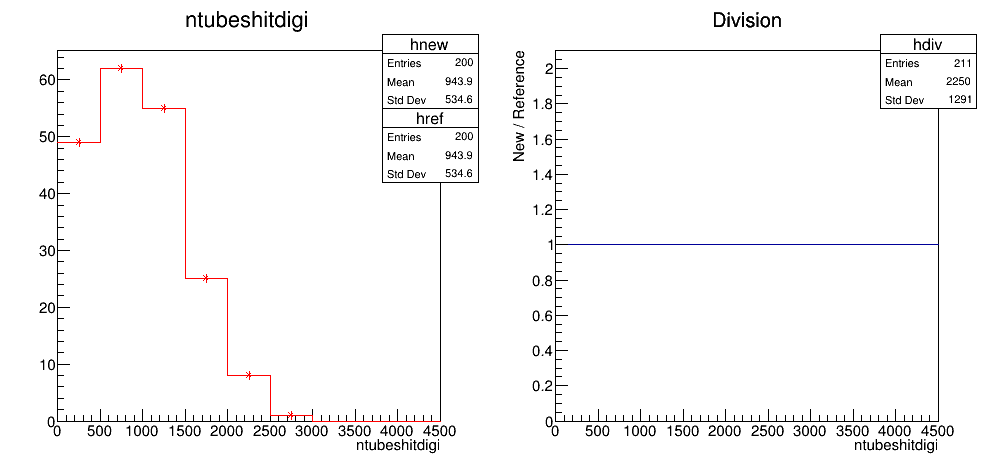 ntubeshitdigi
hnew
Entries 200
Mean 943.9
Std Dev 534.6
href
Entries 200
Mean 943.9
Std Dev 534.6
60
50
40
30
20
10
0
0 500 1000 1500 2000 2500 3000 3500 4000 4500
ntubeshitdigi
Division
hdiv
Entries 211
Mean 2250
Std Dev 1291
New / Reference
2
1.8
1.6
1.4
1.2
1
0.8
0.6
0.4
0.2
0
0 500 1000 1500 2000 2500 3000 3500 4000 4500
ntubeshitdigi